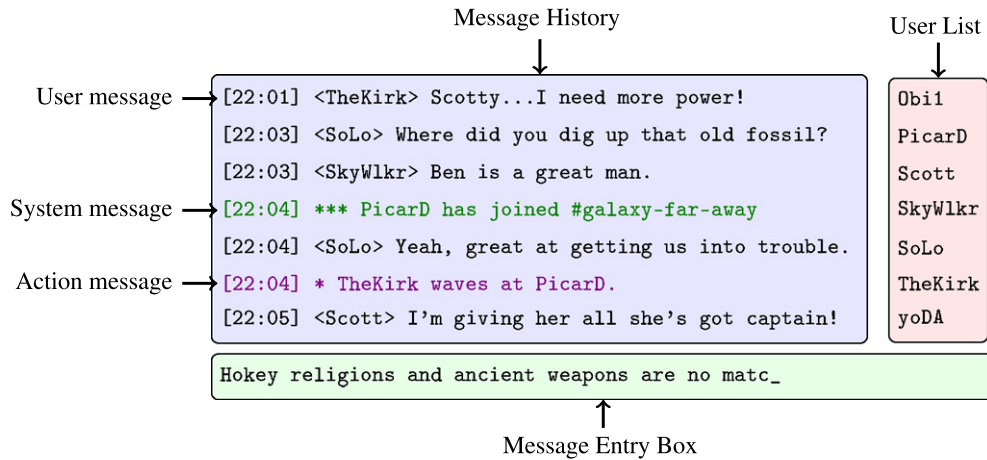 Message History
User List
User message
[22:01] <TheKirk> Scotty...I need more power!
[22:03] <SoLo> Where did you dig up that old fossil?
[22:03] <SkyWlkr> Ben is a great man.
System message
[22:04] *** PicarD has joined #galaxy-far-away
[22:04] <SoLo> Yeah, great at getting us into trouble.
Action message
[22:04] * TheKirk waves at PicarD.
[22:05] <Scott> I'm giving her all she's got captain!
Obi1
PicarD
Scott
SkyWlkr
SoLo
TheKirk
yoDA
Hokey religions and ancient weapons are no matc_
Message Entry Box